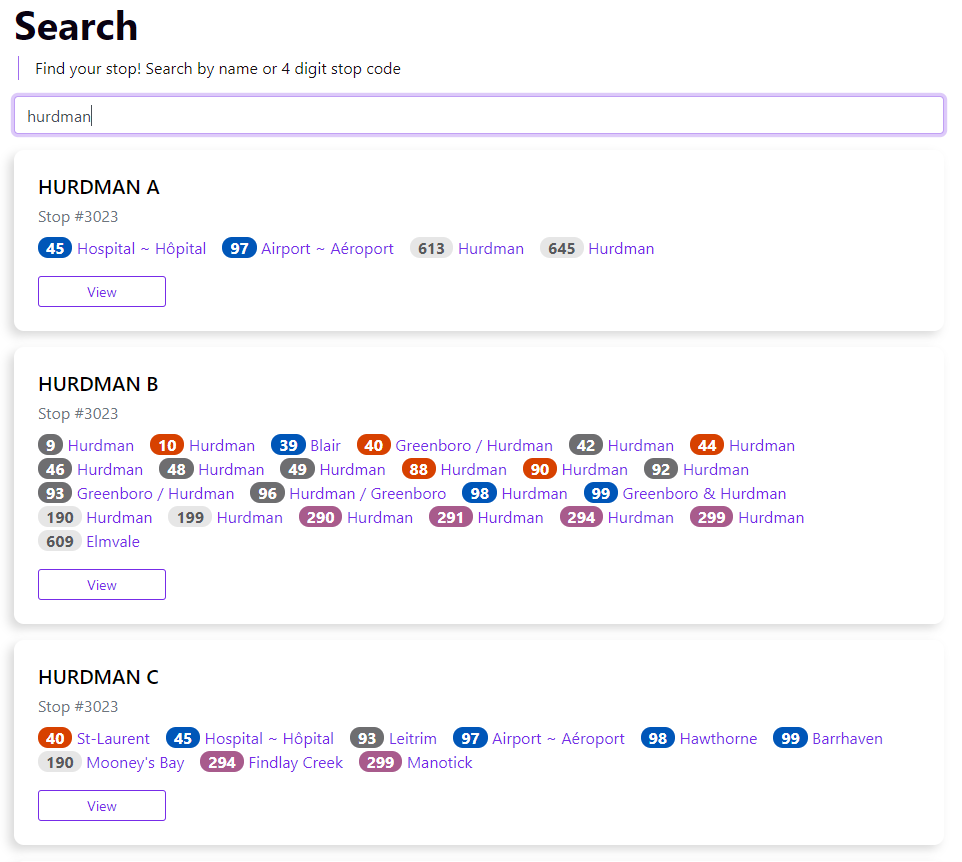 Search
Find your stop! Search by name or 4 digit stop code
hurdman
HURDMAN A
Stop #3023
45 Hospital ~ Hôpital 97 Airport ~ Aéroport 613 Hurdman 645 Hurdman
View
HURDMAN B
Stop #3023
9 Hurdman 10 Hurdman 39 Blair 40 Greenboro / Hurdman 42 Hurdman 44 Hurdman
46 Hurdman 48 Hurdman 49 Hurdman 88 Hurdman 90 Hurdman 92 Hurdman
93 Greenboro / Hurdman 96 Hurdman / Greenboro 98 Hurdman 99 Greenboro & Hurdman
190 Hurdman 199 Hurdman 290 Hurdman 291 Hurdman 294 Hurdman 299 Hurdman
609 Elmvale
View
HURDMAN C
Stop #3023
40 St-Laurent 45 Hospital ~ Hôpital 93 Leitrim 97 Airport ~ Aéroport 98 Hawthorne 99 Barrhaven
190 Mooney's Bay 294 Findlay Creek 299 Manotick
View